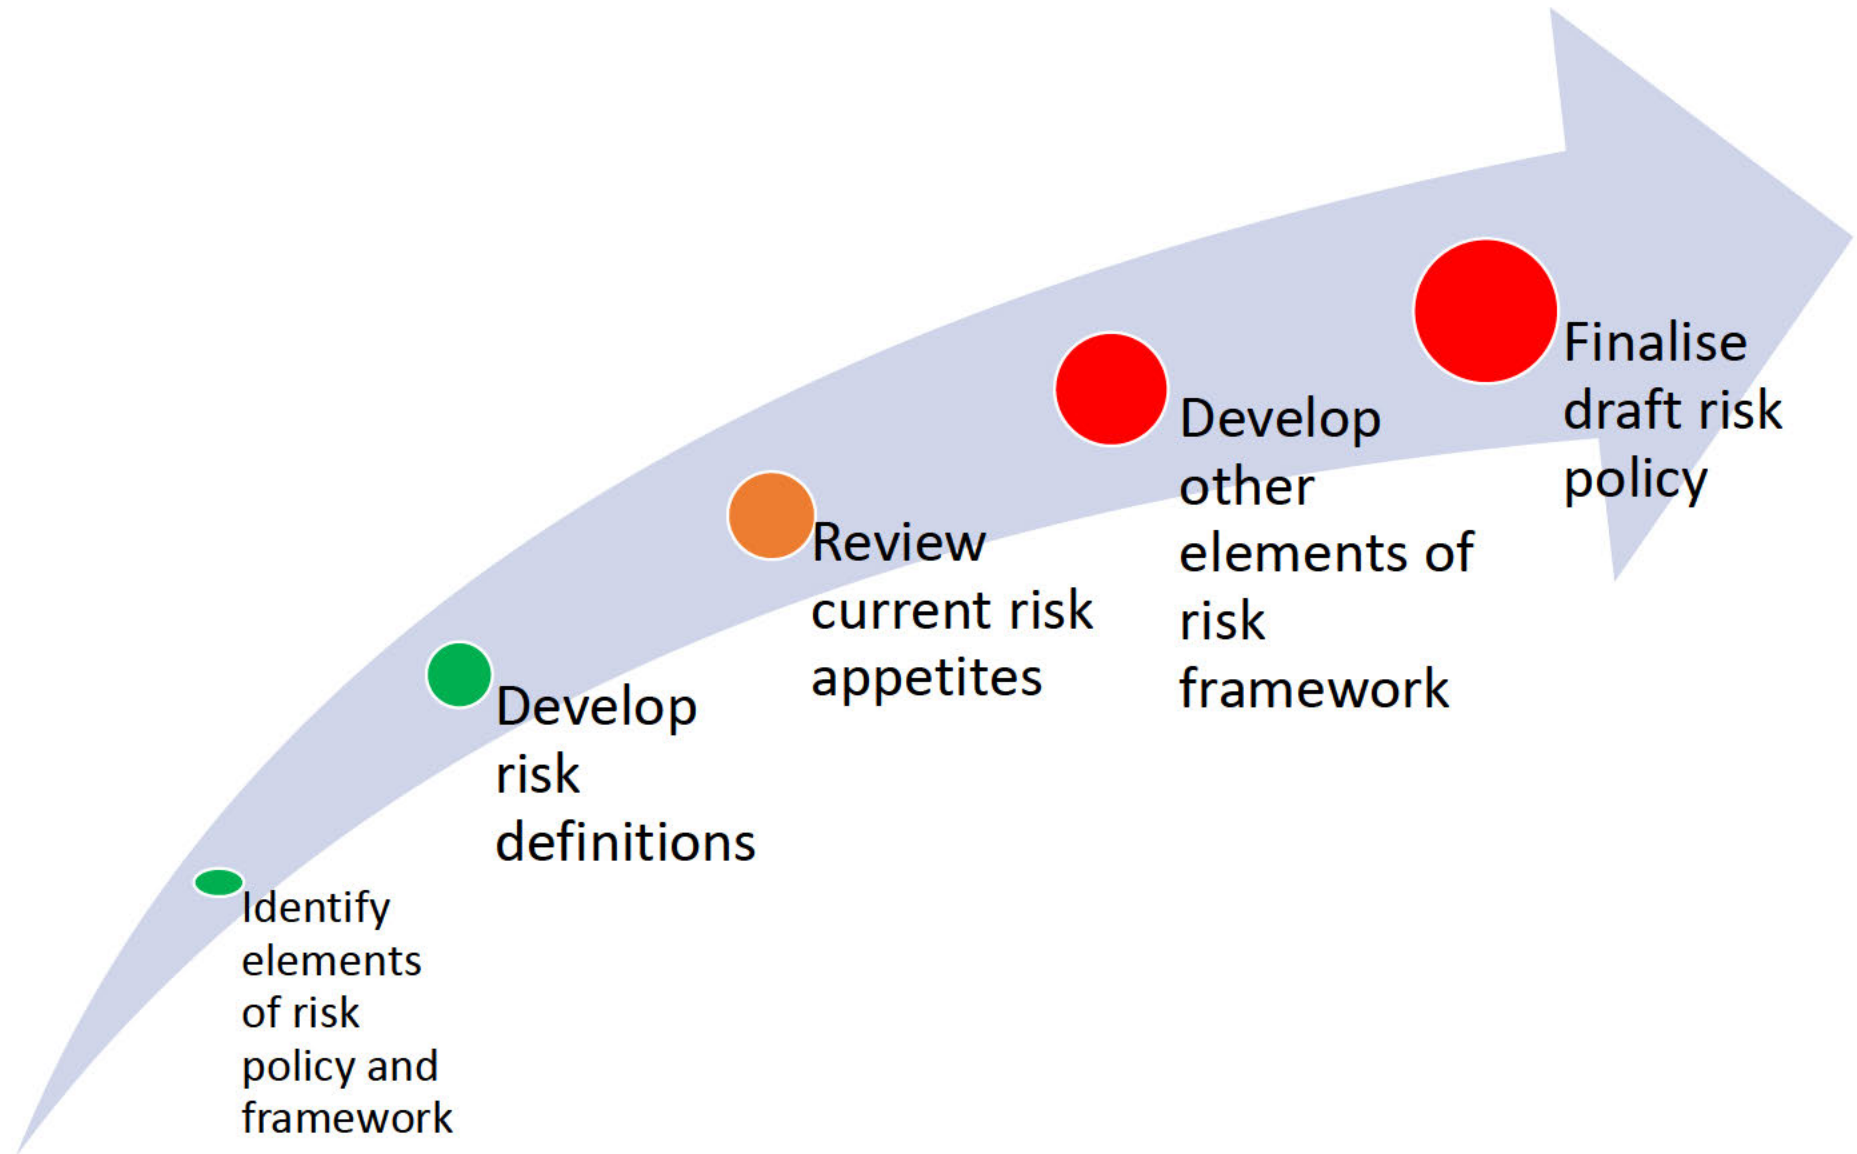 Identify
elements
of risk
policy and
framework
Develop
risk
definitions
Review
current risk
appetites
Develop
other
elements of
risk
framework
Finalise
draft risk
policy